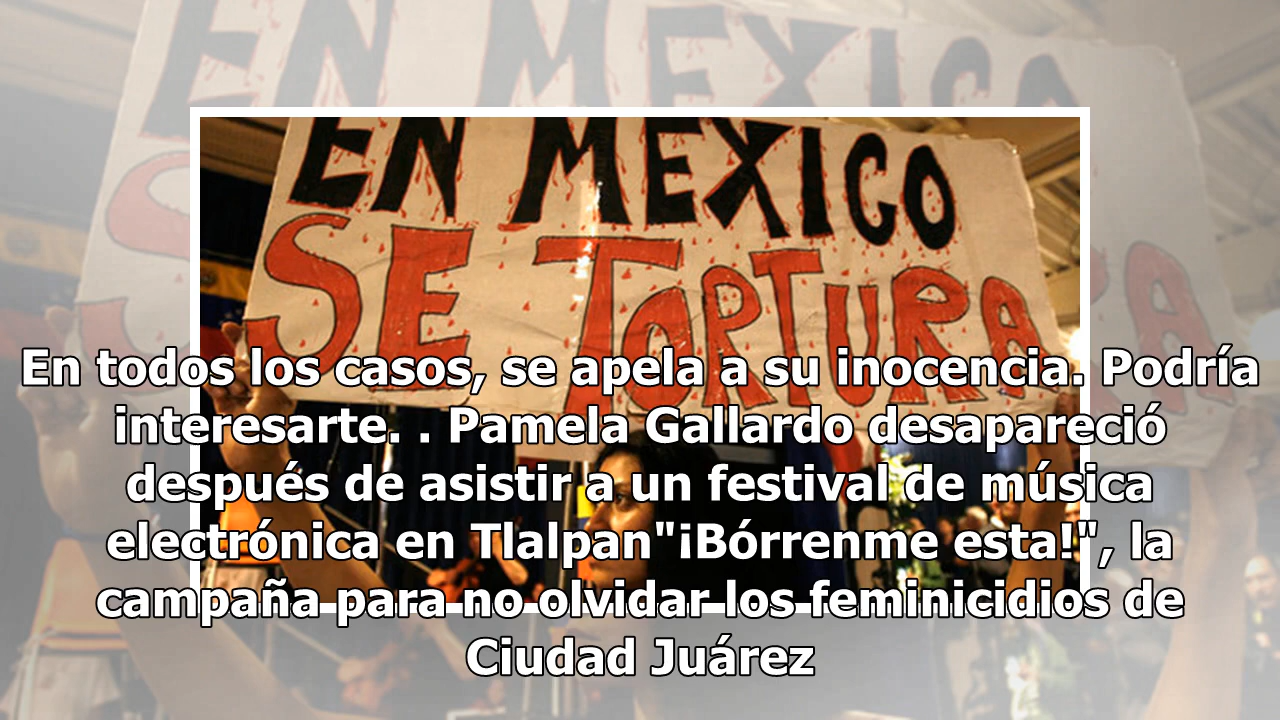 EN MEXICO
SE TORTURA
En todos los casos, se apela a su inocencia. Podría
interesarte. . Pamela Gallardo desapareció
después de asistir a un festival de música
electrónica en Tlalpan"¡Bórrenme esta!", la
campaña para no olvidar los feminicidios de
Ciudad Juárez